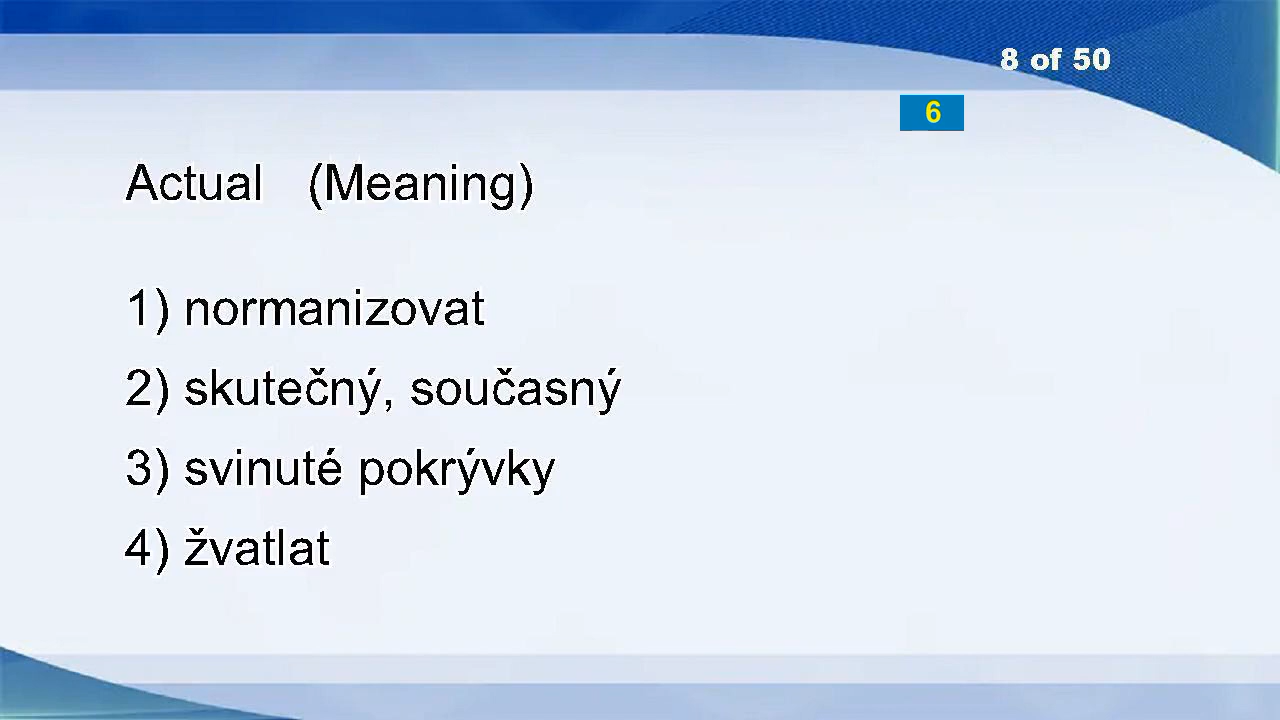 8 of 50
6
Actual (Meaning)
1) normanizovat
2) skutečný, současný
3) svinuté pokrývky
4) žvatlat